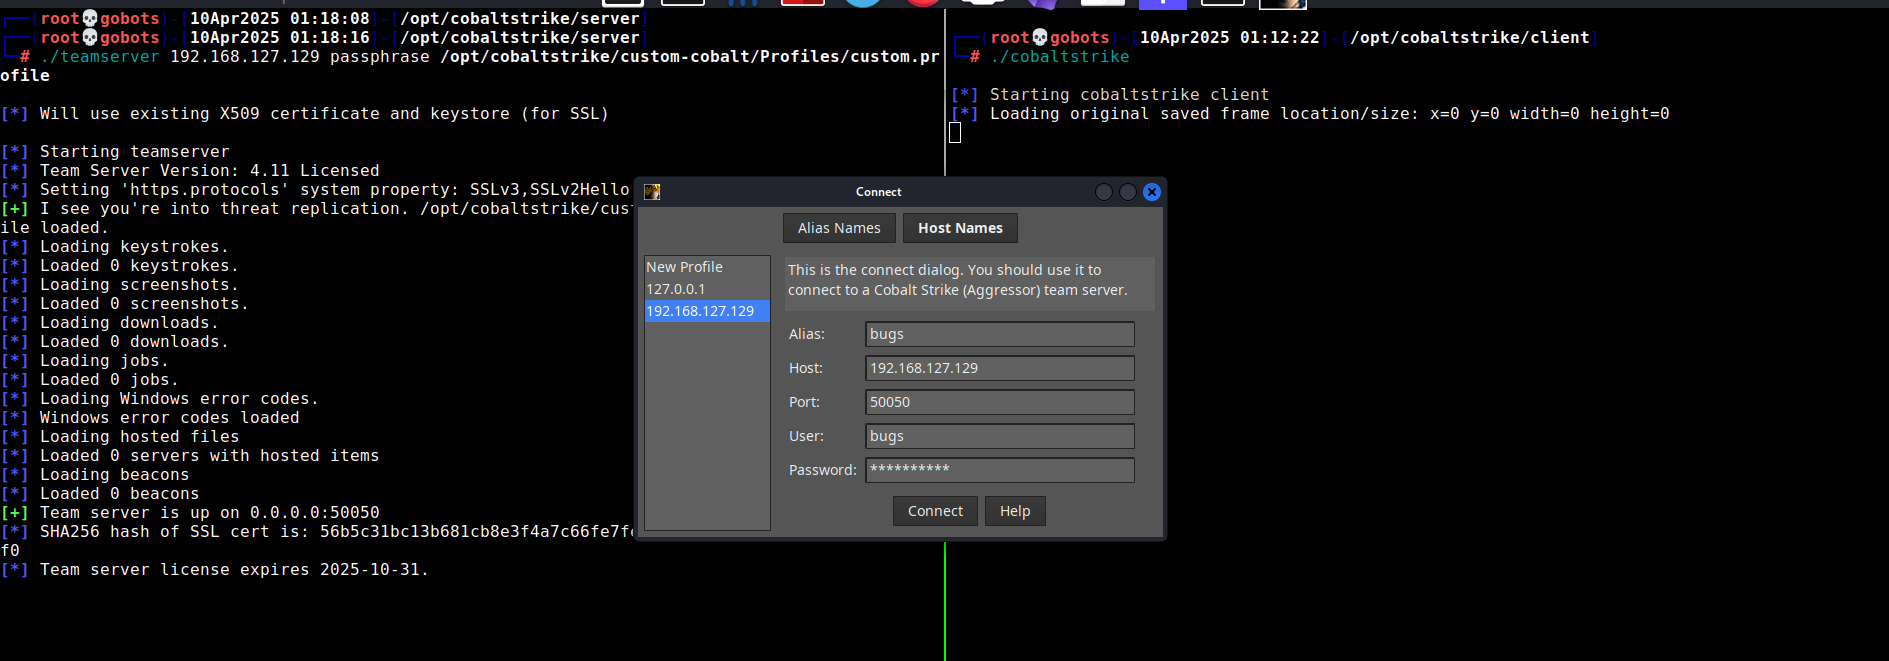 ┌──(root💀gobots)-[10Apr2025 01:18:08]-[/opt/cobaltstrike/server]
┌──(root💀gobots)-[10Apr2025 01:18:16]-[/opt/cobaltstrike/server]
└─# ./teamserver 192.168.127.129 passphrase /opt/cobaltstrike/custom-cobalt/Profiles/custom.pr
ofile
[*] Will use existing X509 certificate and keystore (for SSL)
[*] Starting teamserver
[*] Team Server Version: 4.11 Licensed
[*] Setting 'https.protocols' system property: SSLv3,SSLv2Hello
[+] I see you're into threat replication. /opt/cobaltstrike/cus
ile loaded.
[*] Loading keystrokes.
[*] Loaded 0 keystrokes.
[*] Loading screenshots.
[*] Loaded 0 screenshots.
[*] Loading downloads.
[*] Loaded 0 downloads.
[*] Loading jobs.
[*] Loaded 0 jobs.
[*] Loading Windows error codes.
[*] Windows error codes loaded
[*] Loading hosted files
[*] Loaded 0 servers with hosted items
[*] Loading beacons
[*] Loaded 0 beacons
[+] Team server is up on 0.0.0.0:50050
[*] SHA256 hash of SSL cert is: 56b5c31bc13b681cb8e3f4a7c66fe7f
f0
[*] Team server license expires 2025-10-31.
┌──(root💀gobots)-[10Apr2025 01:12:22]-[/opt/cobaltstrike/client]
└─# ./cobaltstrike
[*] Starting cobaltstrike client
[*] Loading original saved frame location/size: x=0 y=0 width=0 height=0
Connect
Alias Names
Host Names
New Profile
127.0.0.1
192.168.127.129
This is the connect dialog. You should use it to
connect to a Cobalt Strike (Aggressor) team server.
Alias: bugs
Host: 192.168.127.129
Port: 50050
User: bugs
Password: **********
Connect
Help